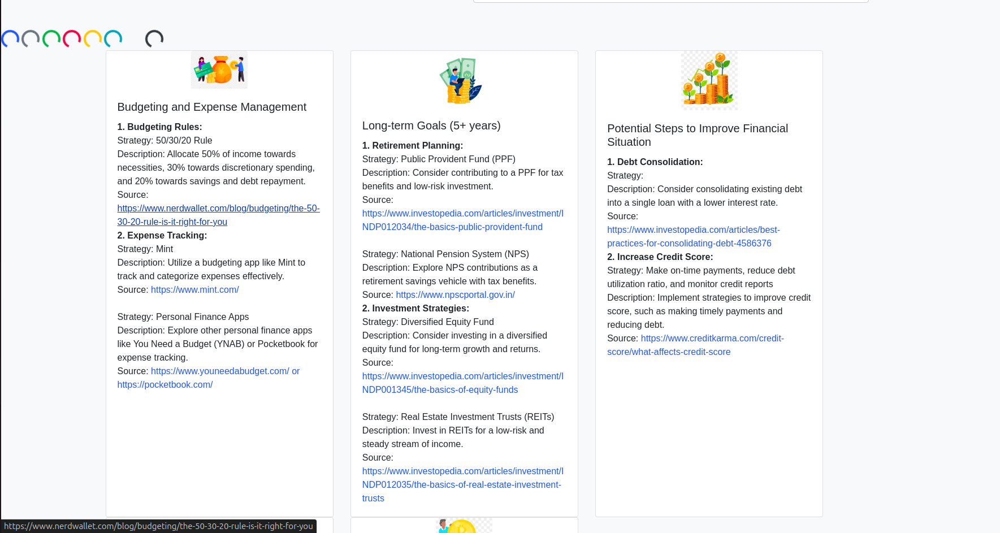 Budgeting and Expense Management
1. Budgeting Rules:
Strategy: 50/30/20 Rule
Description: Allocate 50% of income towards
necessities, 30% towards discretionary spending,
and 20% towards savings and debt repayment.
Source:
https://www.nerdwallet.com/blog/budgeting/the-50-
30-20-rule-is-it-right-for-you
2. Expense Tracking:
Strategy: Mint
Description: Utilize a budgeting app like Mint to
track and categorize expenses effectively.
Source: https://www.mint.com/
Strategy: Personal Finance Apps
Description: Explore other personal finance apps
like You Need a Budget (YNAB) or Pocketbook for
expense tracking.
Source: https://www.youneedabudget.com/ or
https://pocketbook.com/
Long-term Goals (5+ years)
1. Retirement Planning:
Strategy: Public Provident Fund (PPF)
Description: Consider contributing to a PPF for tax
benefits and low-risk investment.
Source:
https://www.investopedia.com/articles/investment/I
NDP012034/the-basics-public-provident-fund
Strategy: National Pension System (NPS)
Description: Explore NPS contributions as a
retirement savings vehicle with tax benefits.
Source: https://www.npscportal.gov.in/
2. Investment Strategies:
Strategy: Diversified Equity Fund
Description: Consider investing in a diversified
equity fund for long-term growth and returns.
Source:
https://www.investopedia.com/articles/investment/I
NDP001345/the-basics-of-equity-funds
Strategy: Real Estate Investment Trusts (REITs)
Description: Invest in REITs for a low-risk and
steady stream of income.
Source:
https://www.investopedia.com/articles/investment/I
NDP012035/the-basics-of-real-estate-investment-
trusts
Potential Steps to Improve Financial
Situation
1. Debt Consolidation:
Strategy:
Description: Consider consolidating existing debt
into a single loan with a lower interest rate.
Source:
https://www.investopedia.com/articles/best-
practices-for-consolidating-debt-4586376
2. Increase Credit Score:
Strategy: Make on-time payments, reduce debt
utilization ratio, and monitor credit reports
Description: Implement strategies to improve credit
score, such as making timely payments and
reducing debt.
Source: https://www.creditkarma.com/credit-
score/what-affects-credit-score
https://www.nerdwallet.com/blog/budgeting/the-50-30-20-rule-is-it-right-for-you